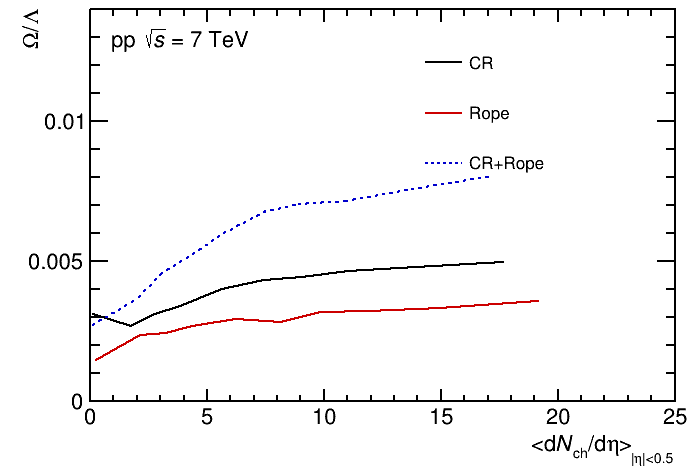 Ω/Λ
pp √s = 7 TeV
CR
Rope
CR+Rope
0.01
0.005
0
0 5 10 15 20 25
<dN_ch/dη>_|η|<0.5